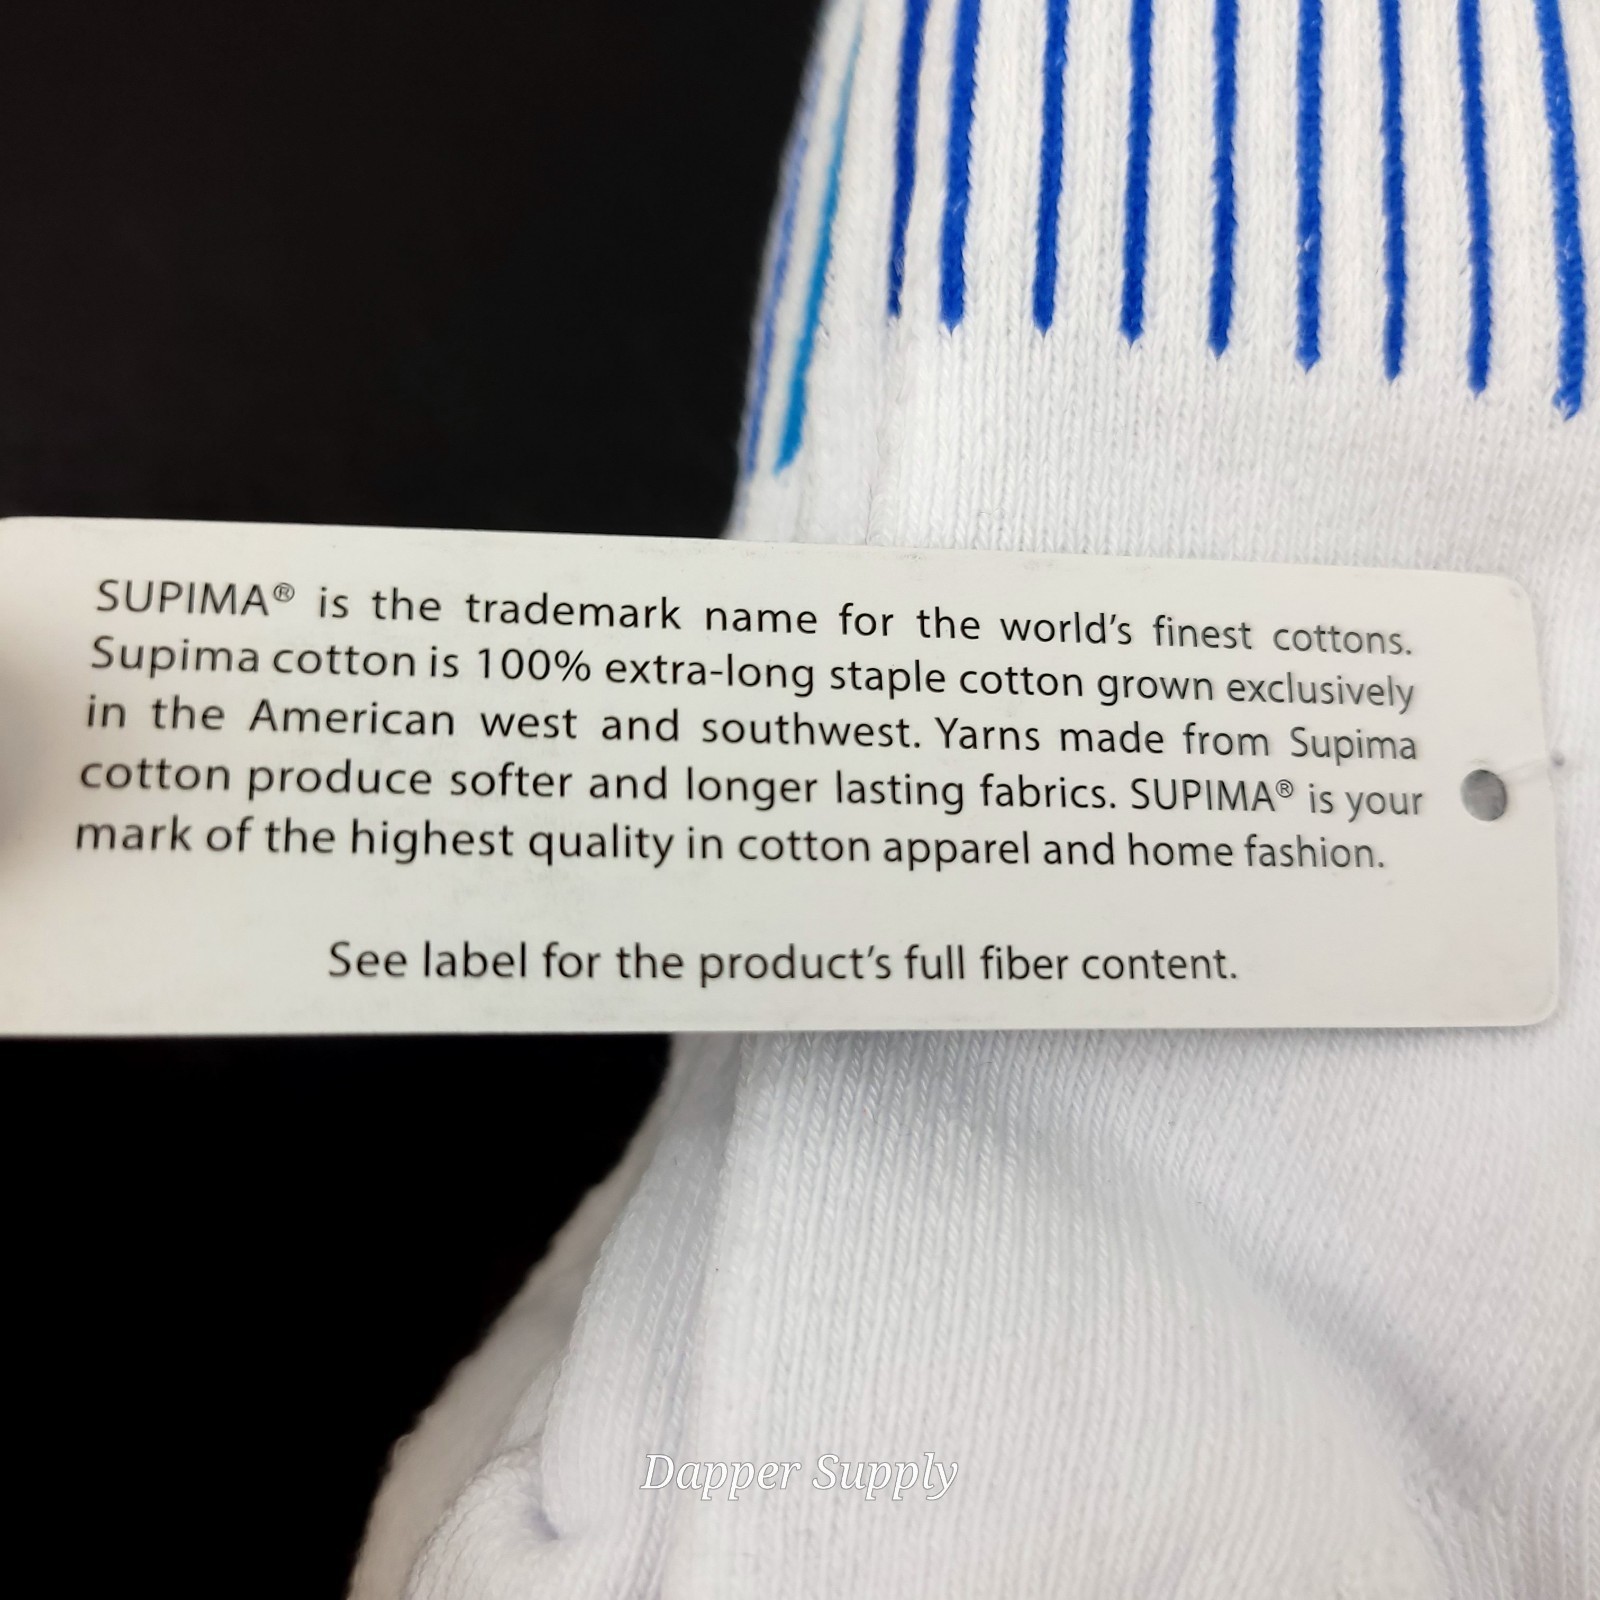 SUPIMA® is the trademark name for the world's finest cottons.
Supima cotton is 100% extra-long staple cotton grown exclusively
in the American west and southwest. Yarns made from Supima
cotton produce softer and longer lasting fabrics. SUPIMA® is your
mark of the highest quality in cotton apparel and home fashion.
See label for the product's full fiber content.
Dapper Supply